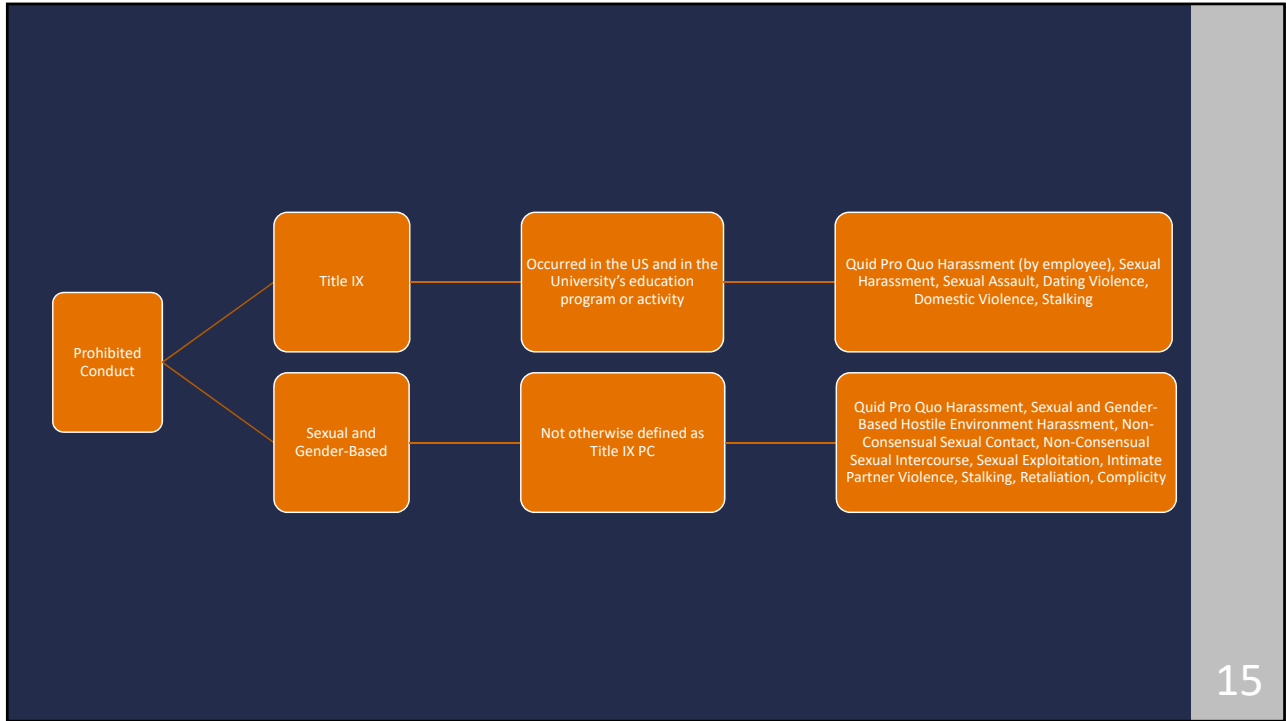 Prohibited
Conduct
Title IX
Occurred in the US and in the
University's education
program or activity
Quid Pro Quo Harassment (by employee), Sexual
Harassment, Sexual Assault, Dating Violence,
Domestic Violence, Stalking
Sexual and
Gender-Based
Not otherwise defined as
Title IX PC
Quid Pro Quo Harassment, Sexual and Gender-
Based Hostile Environment Harassment, Non-
Consensual Sexual Contact, Non-Consensual
Sexual Intercourse, Sexual Exploitation, Intimate
Partner Violence, Stalking, Retaliation, Complicity
15